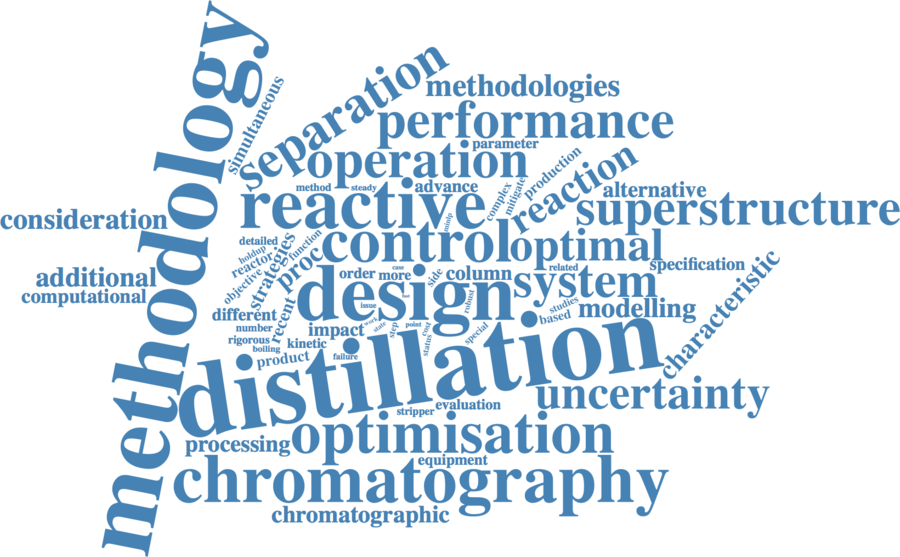 methodology
simultaneous
separation
methodologies
performance
parameter
operation
production
reaction
method
steady
advance
complex
mitigate
alternative
reactive
minlp
superstructure
consideration
detailed
holdup
function
control
optimal
reactor
strategies
proc
objective
order
more
case
side
column
system
related
specification
characteristic
additional
computational
design
recent
different
issue
robust
studies
based
modelling
number
impact
work
state
step
point
cost
status
special
rigorous
kinetic
boiling
product
failure
distillation
uncertainty
stripper
evaluation
processing
optimisation
equipment
chromatography
chromatographic